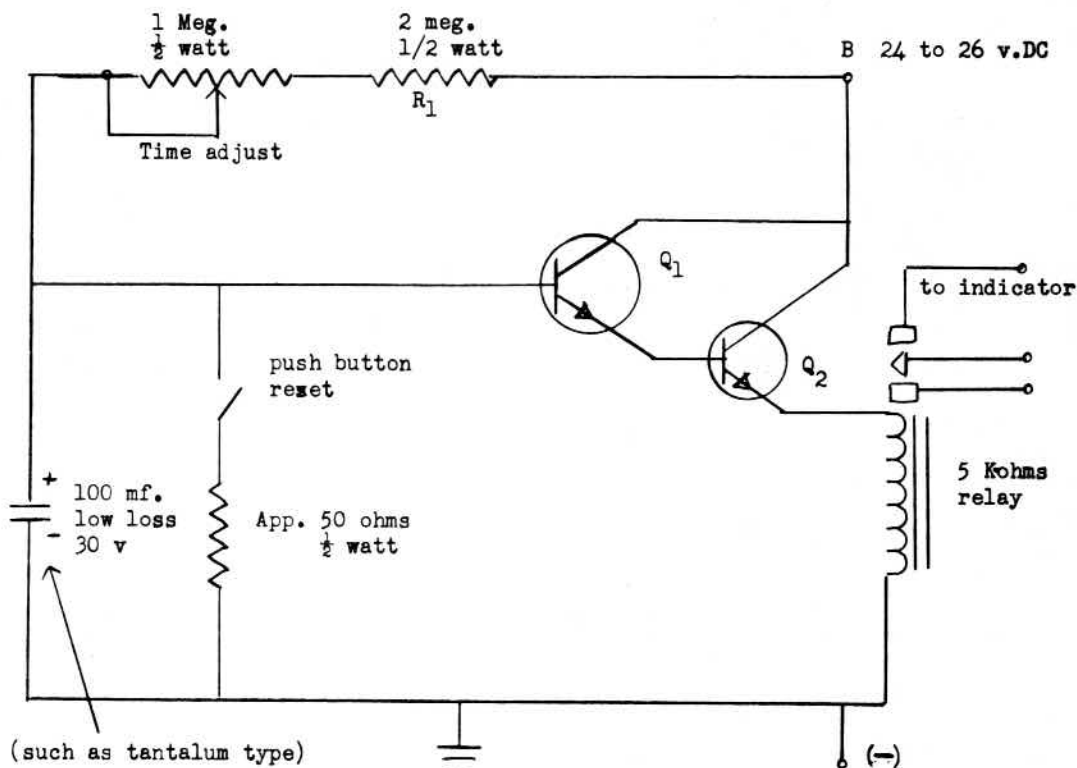 1 Meg.
½ watt
2 meg.
1/2 watt
B 24 to 26 v.DC
R1
Time adjust
Q1
to indicator
push button
reset
Q2
+
100 mf.
low loss
30 v
-
App. 50 ohms
½ watt
5 Kohms
relay
(such as tantalum type)
(-)